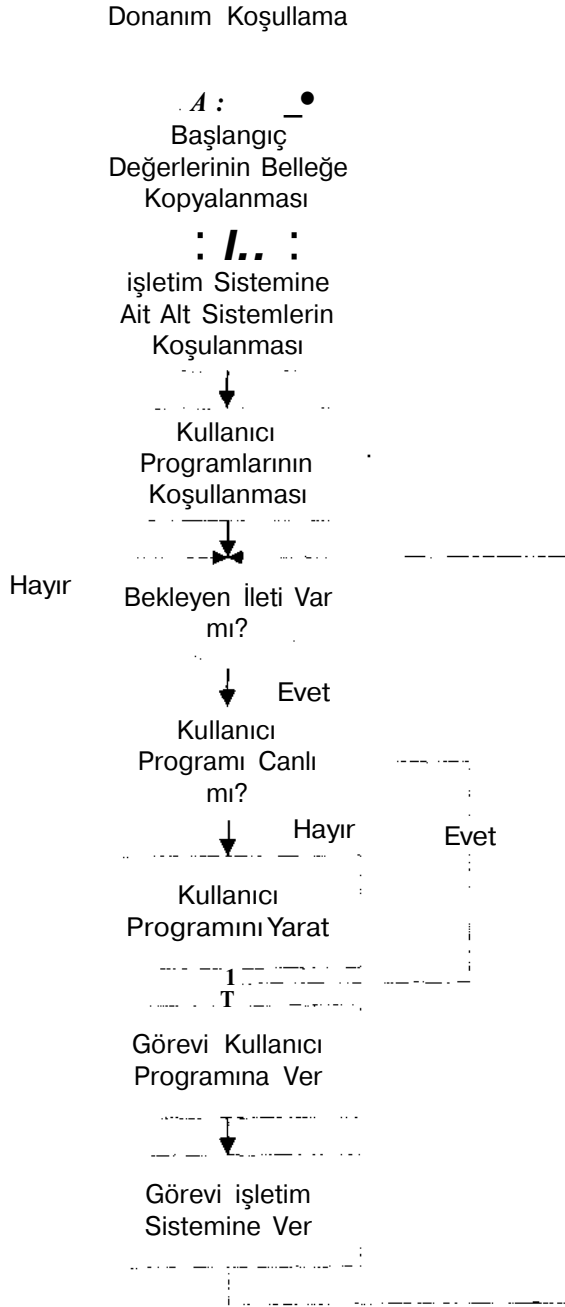 Donanım Koşullama
A :
Başlangıç
Değerlerinin Belleğe
Kopyalanması
: I.. :
işletim Sistemine
Ait Alt Sistemlerin
Koşulanması
Kullanıcı
Programlarının
Koşullanması
Hayır
Bekleyen İleti Var
mı?
Evet
Kullanıcı
Programı Canlı
mı?
Hayır
Evet
Kullanıcı
Programını Yarat
1
T
Görevi Kullanıcı
Programına Ver
Görevi işletim
Sistemine Ver